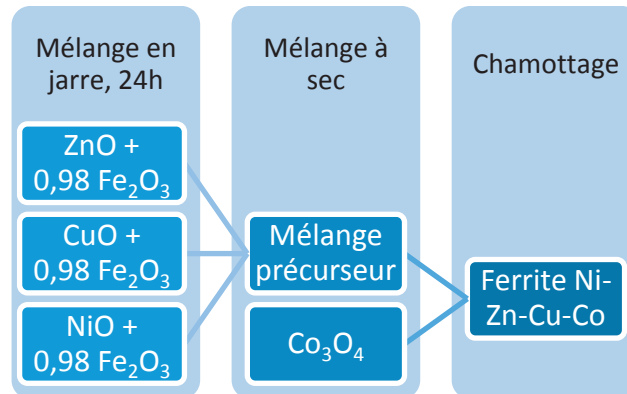 Mélange en
jarre, 24h
ZnO +
0,98 Fe₂O₃
CuO +
0,98 Fe₂O₃
NiO +
0,98 Fe₂O₃
Mélange à
sec
Mélange
précurseur
Co₃O₄
Chamottage
Ferrite Ni-
Zn-Cu-Co